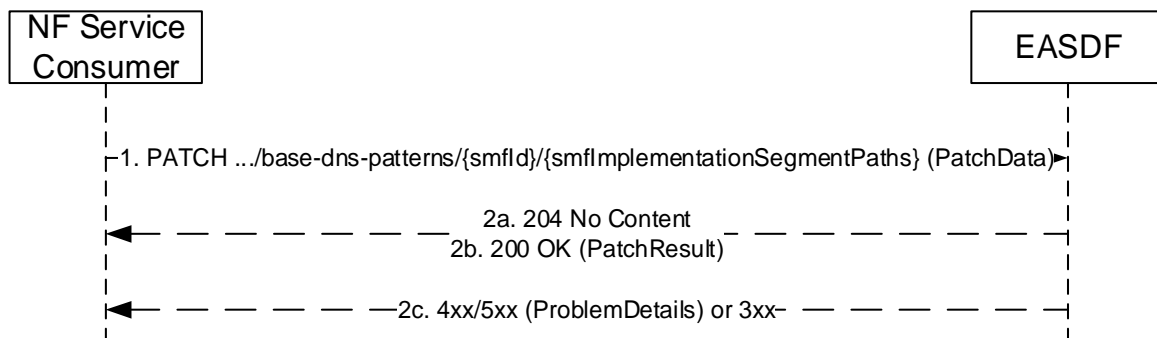 NF Service
Consumer
EASDF
1. PATCH .../base-dns-patterns/{smfId}/{smfImplementationSegmentPaths} (PatchData)
2a. 204 No Content
2b. 200 OK (PatchResult)
2c. 4xx/5xx (ProblemDetails) or 3xx